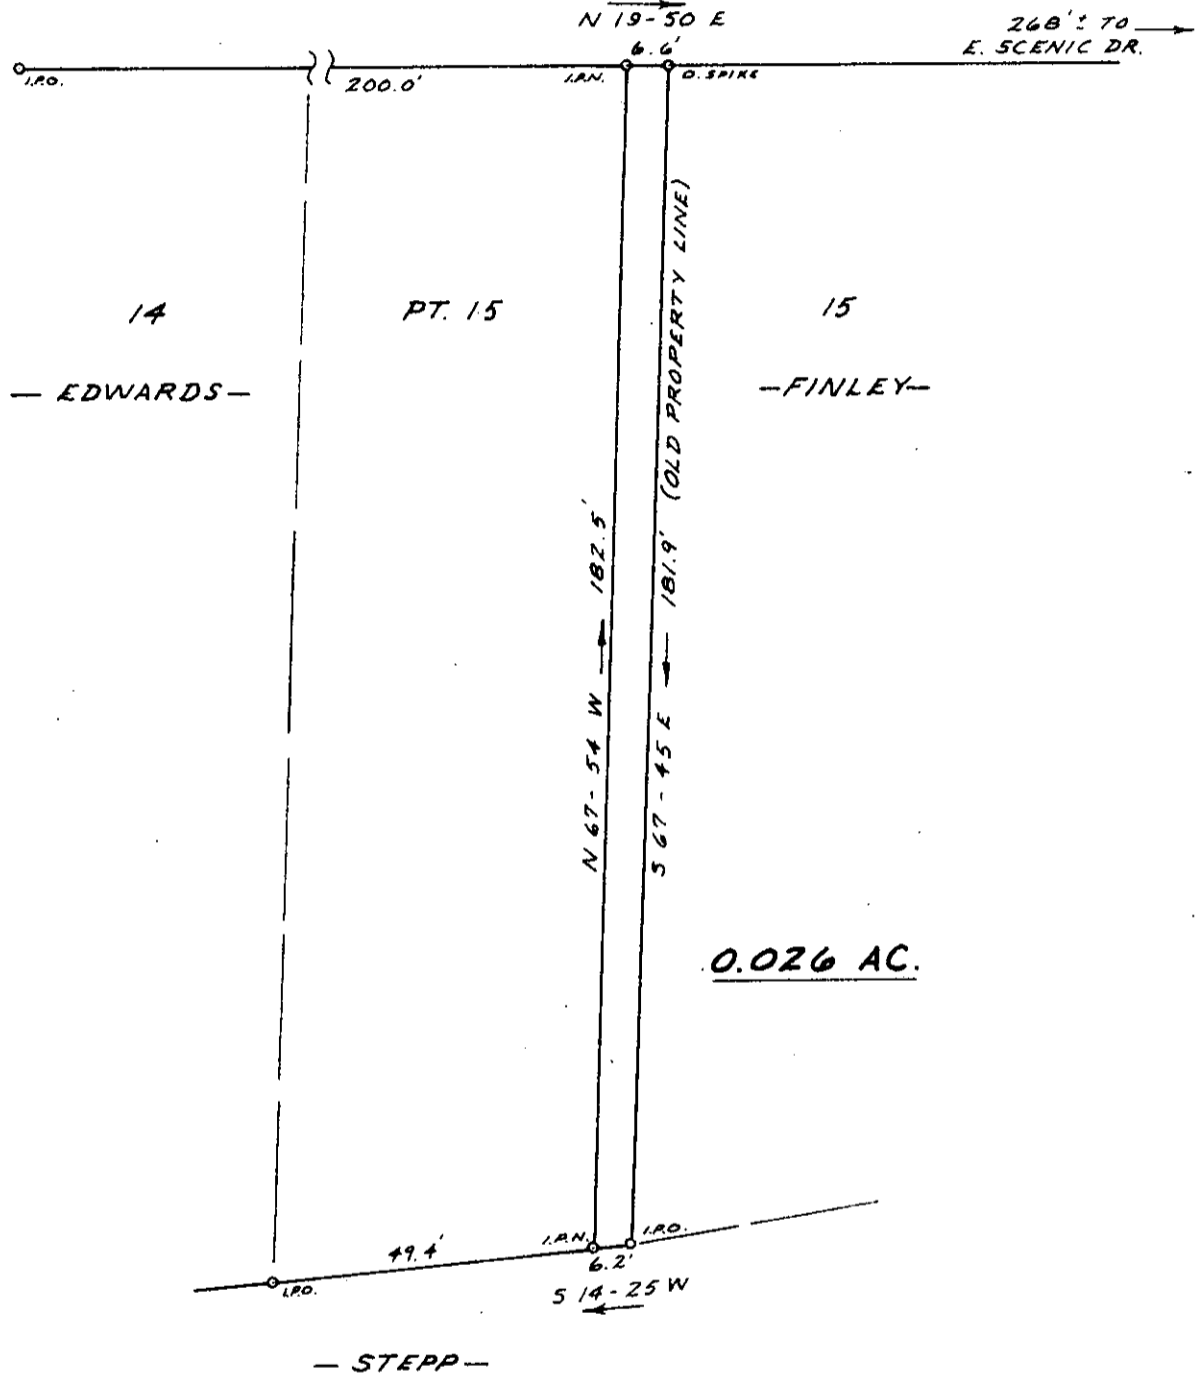 N 19-50 E
268'± TO
E. SCENIC DR.
6.6'
I.P.O.
200.0'
I.P.N.
O. SPIKE
14
PT. 15
15
— EDWARDS —
— FINLEY —
N 67-54 W 182.5'
S 67-45 E 181.9' (OLD PROPERTY LINE)
0.026 AC.
49.4'
I.P.N.
I.P.O.
6.2'
I.P.O.
S 14-25 W
— STEPP —